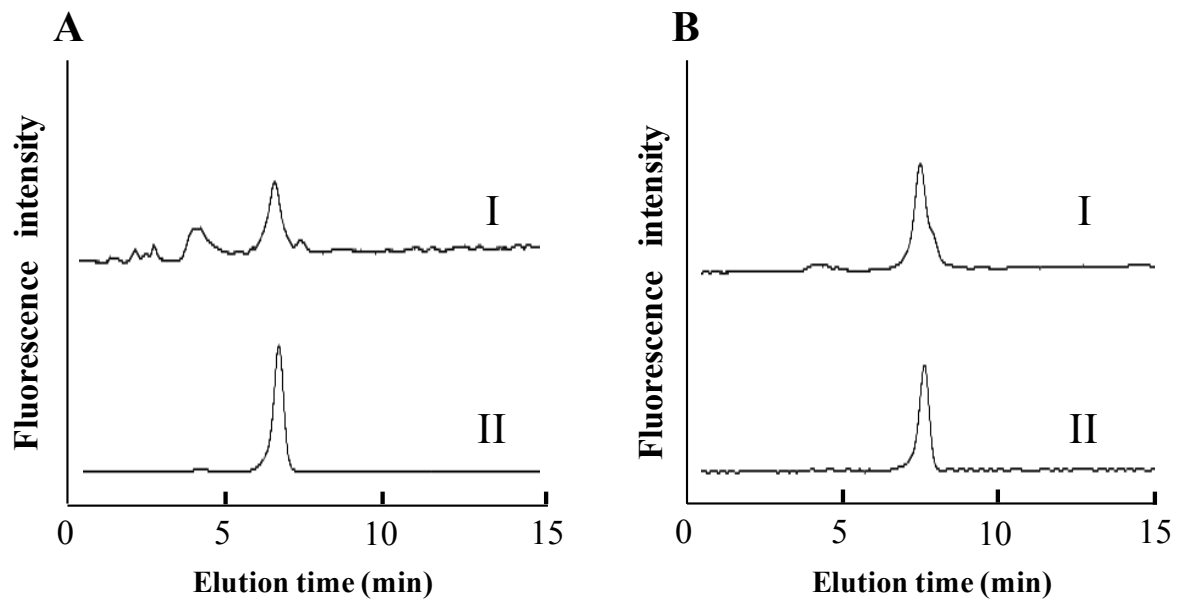 A
Fluorescence intensity
I
II
0 5 10 15
Elution time (min)
B
Fluorescence intensity
I
II
0 5 10 15
Elution time (min)